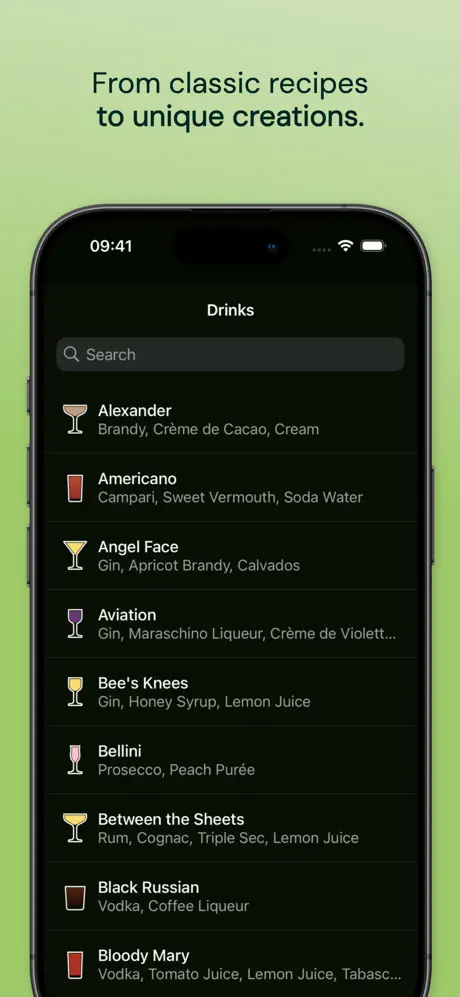 From classic recipes
to unique creations.
09:41
Drinks
Search
Alexander
Brandy, Crème de Cacao, Cream
Americano
Campari, Sweet Vermouth, Soda Water
Angel Face
Gin, Apricot Brandy, Calvados
Aviation
Gin, Maraschino Liqueur, Crème de Violett...
Bee's Knees
Gin, Honey Syrup, Lemon Juice
Bellini
Prosecco, Peach Purée
Between the Sheets
Rum, Cognac, Triple Sec, Lemon Juice
Black Russian
Vodka, Coffee Liqueur
Bloody Mary
Vodka, Tomato Juice, Lemon Juice, Tabasc...